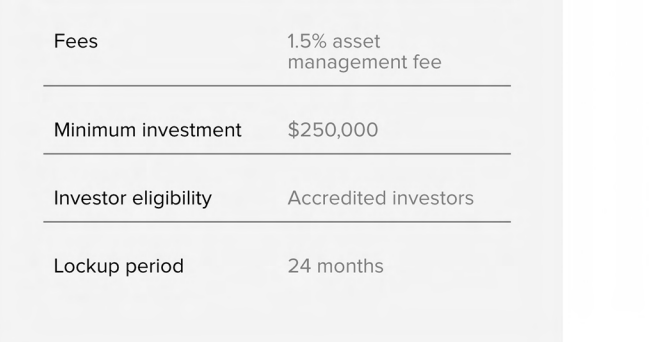 Fees 1.5% asset
management fee
Minimum investment $250,000
Investor eligibility Accredited investors
Lockup period 24 months